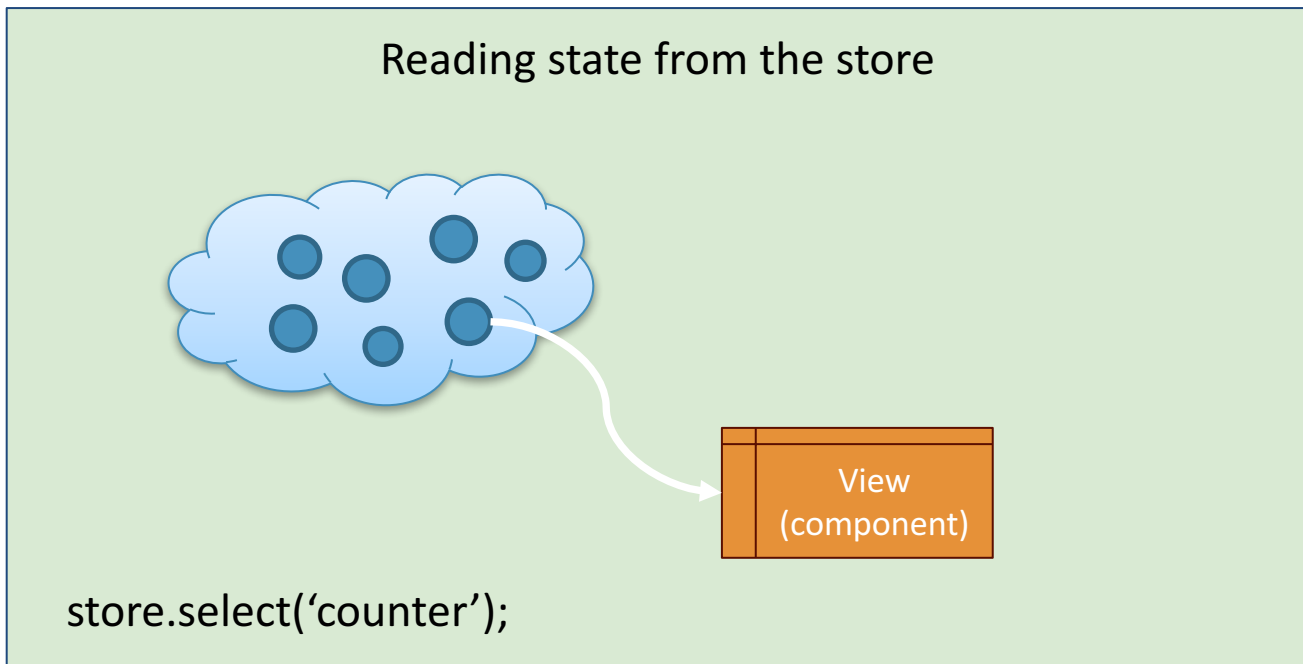 Reading state from the store
View
(component)
store.select(‘counter’);